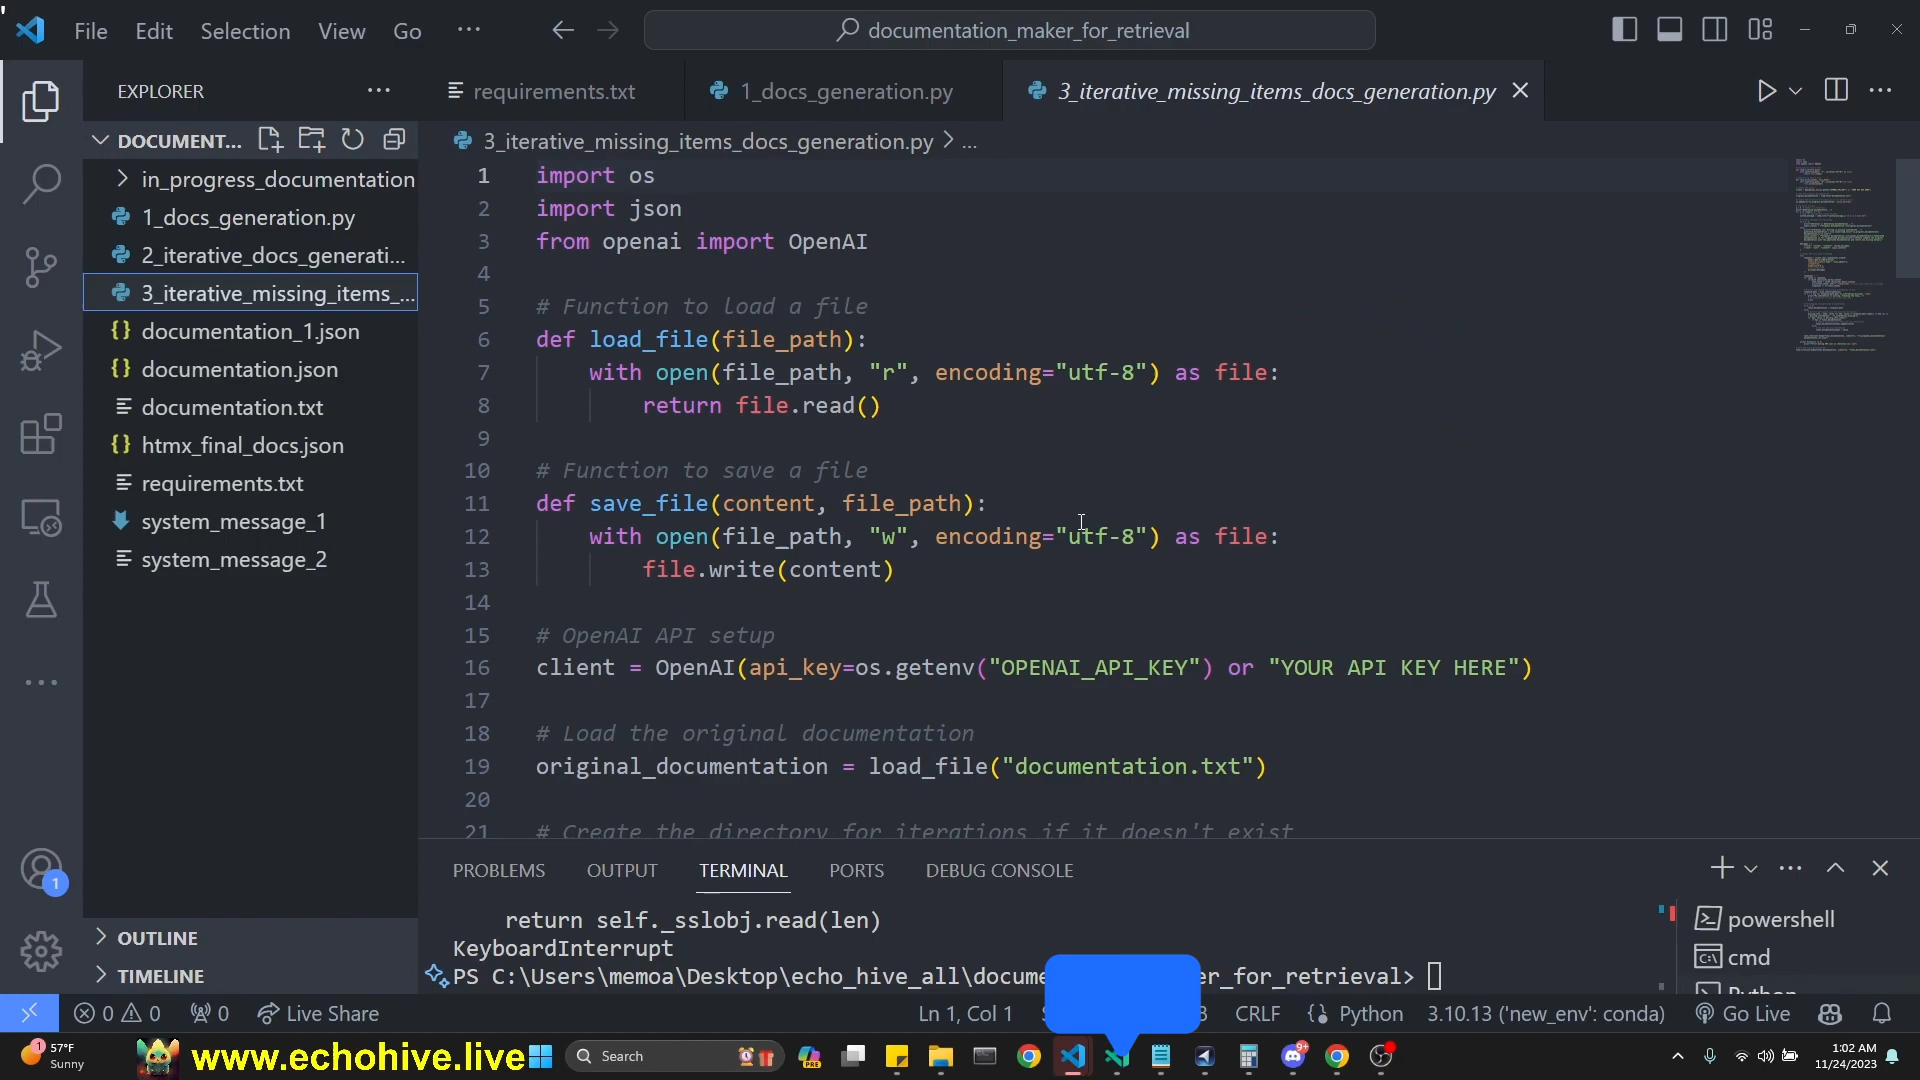 File Edit Selection View Go ... documentation_maker_for_retrieval
EXPLORER
requirements.txt
1_docs_generation.py
3_iterative_missing_items_docs_generation.py
DOCUMENT...
in_progress_documentation
1_docs_generation.py
2_iterative_docs_generati...
3_iterative_missing_items_...
documentation_1.json
documentation.json
documentation.txt
htmx_final_docs.json
requirements.txt
system_message_1
system_message_2
OUTLINE
TIMELINE
3_iterative_missing_items_docs_generation.py > ...
1 import os
2 import json
3 from openai import OpenAI
4
5 # Function to load a file
6 def load_file(file_path):
7 with open(file_path, "r", encoding="utf-8") as file:
8 return file.read()
9
10 # Function to save a file
11 def save_file(content, file_path):
12 with open(file_path, "w", encoding="utf-8") as file:
13 file.write(content)
14
15 # OpenAI API setup
16 client = OpenAI(api_key=os.getenv("OPENAI_API_KEY") or "YOUR API KEY HERE")
17
18 # Load the original documentation
19 original_documentation = load_file("documentation.txt")
20
21 # Create the directory for iterations if it doesn't exist
PROBLEMS OUTPUT TERMINAL PORTS DEBUG CONSOLE
return self._sslobj.read(len)
KeyboardInterrupt
PS C:\Users\memoa\Desktop\echo_hive_all\docume er_for_retrieval>
powershell
cmd
Python
0 0 0 Live Share Ln 1, Col 1 CRLF Python 3.10.13 ('new_env': conda) Go Live
57°F
Sunny
www.echohive.live
Search
1:02 AM
11/24/2023